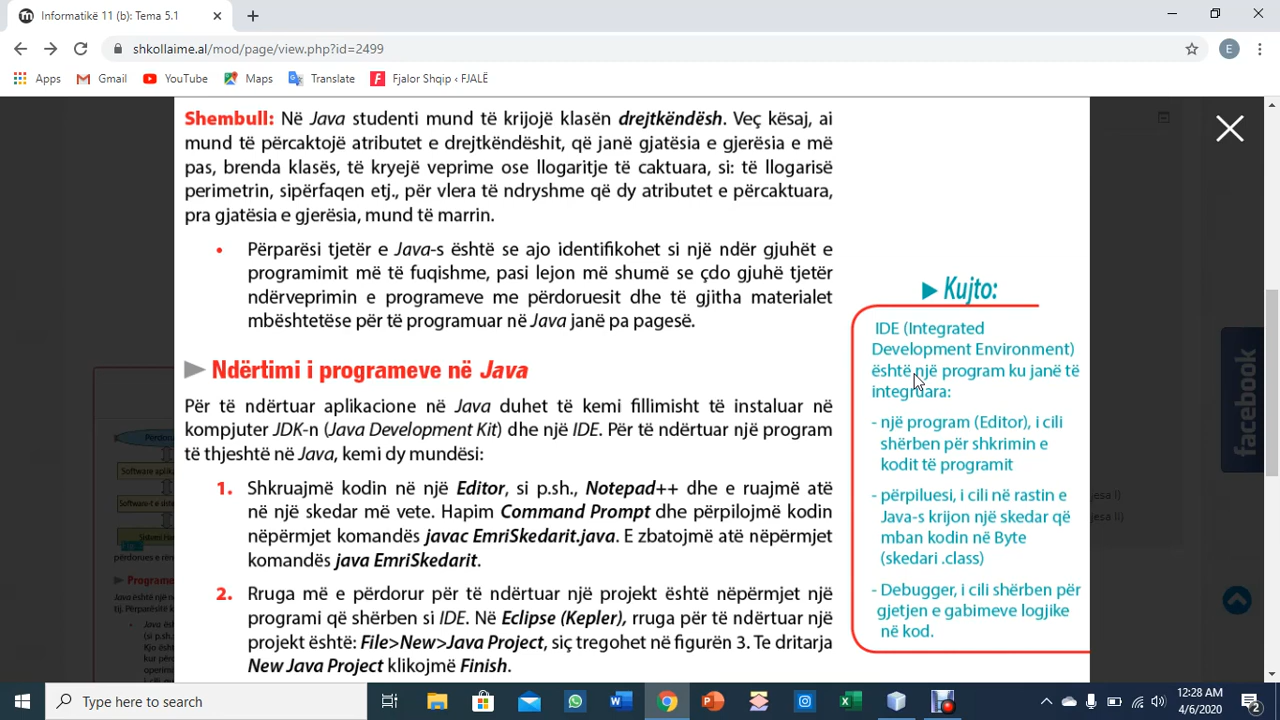 Informatikë 11 (b): Tema 5.1
shkollaime.al/mod/page/view.php?id=2499
E
Apps
Gmail
YouTube
Maps
Translate
Fjalor Shqip ‹ FJALË
Shembull: Në Java studenti mund të krijojë klasën drejtkëndësh. Veç kësaj, ai
mund të përcaktojë atributet e drejtkëndëshit, që janë gjatësia e gjerësia e më
pas, brenda klasës, të kryejë veprime ose llogaritje të caktuara, si: të llogarisë
perimetrin, sipërfaqen etj., për vlera të ndryshme që dy atributet e përcaktuara,
pra gjatësia e gjerësia, mund të marrin.
• Përparësi tjetër e Java-s është se ajo identifikohet si një ndër gjuhët e
programimit më të fuqishme, pasi lejon më shumë se çdo gjuhë tjetër
ndërveprimin e programeve me përdoruesit dhe të gjitha materialet
mbështetëse për të programuar në Java janë pa pagesë.
Ndërtimi i programeve në Java
Për të ndërtuar aplikacione në Java duhet të kemi fillimisht të instaluar në
kompjuter JDK-n (Java Development Kit) dhe një IDE. Për të ndërtuar një program
të thjeshtë në Java, kemi dy mundësi:
1. Shkruajmë kodin në një Editor, si p.sh., Notepad++ dhe e ruajmë atë
në një skedar më vete. Hapim Command Prompt dhe përpilojmë kodin
nëpërmjet komandës javac EmriSkedarit.java. E zbatojmë atë nëpërmjet
komandës java EmriSkedarit.
2. Rruga më e përdorur për të ndërtuar një projekt është nëpërmjet një
programi që shërben si IDE. Në Eclipse (Kepler), rruga për të ndërtuar një
projekt është: File>New>Java Project, siç tregohet në figurën 3. Te dritarja
New Java Project klikojmë Finish.
Kujto:
IDE (Integrated
Development Environment)
është një program ku janë të
integruara:
- një program (Editor), i cili
shërben për shkrimin e
kodit të programit
- përpiluesi, i cili në rastin e
Java-s krijon një skedar që
mban kodin në Byte
(skedari .class)
- Debugger, i cili shërben për
gjetjen e gabimeve logjike
në kod.
facebook
Type here to search
12:28 AM
4/6/2020
2